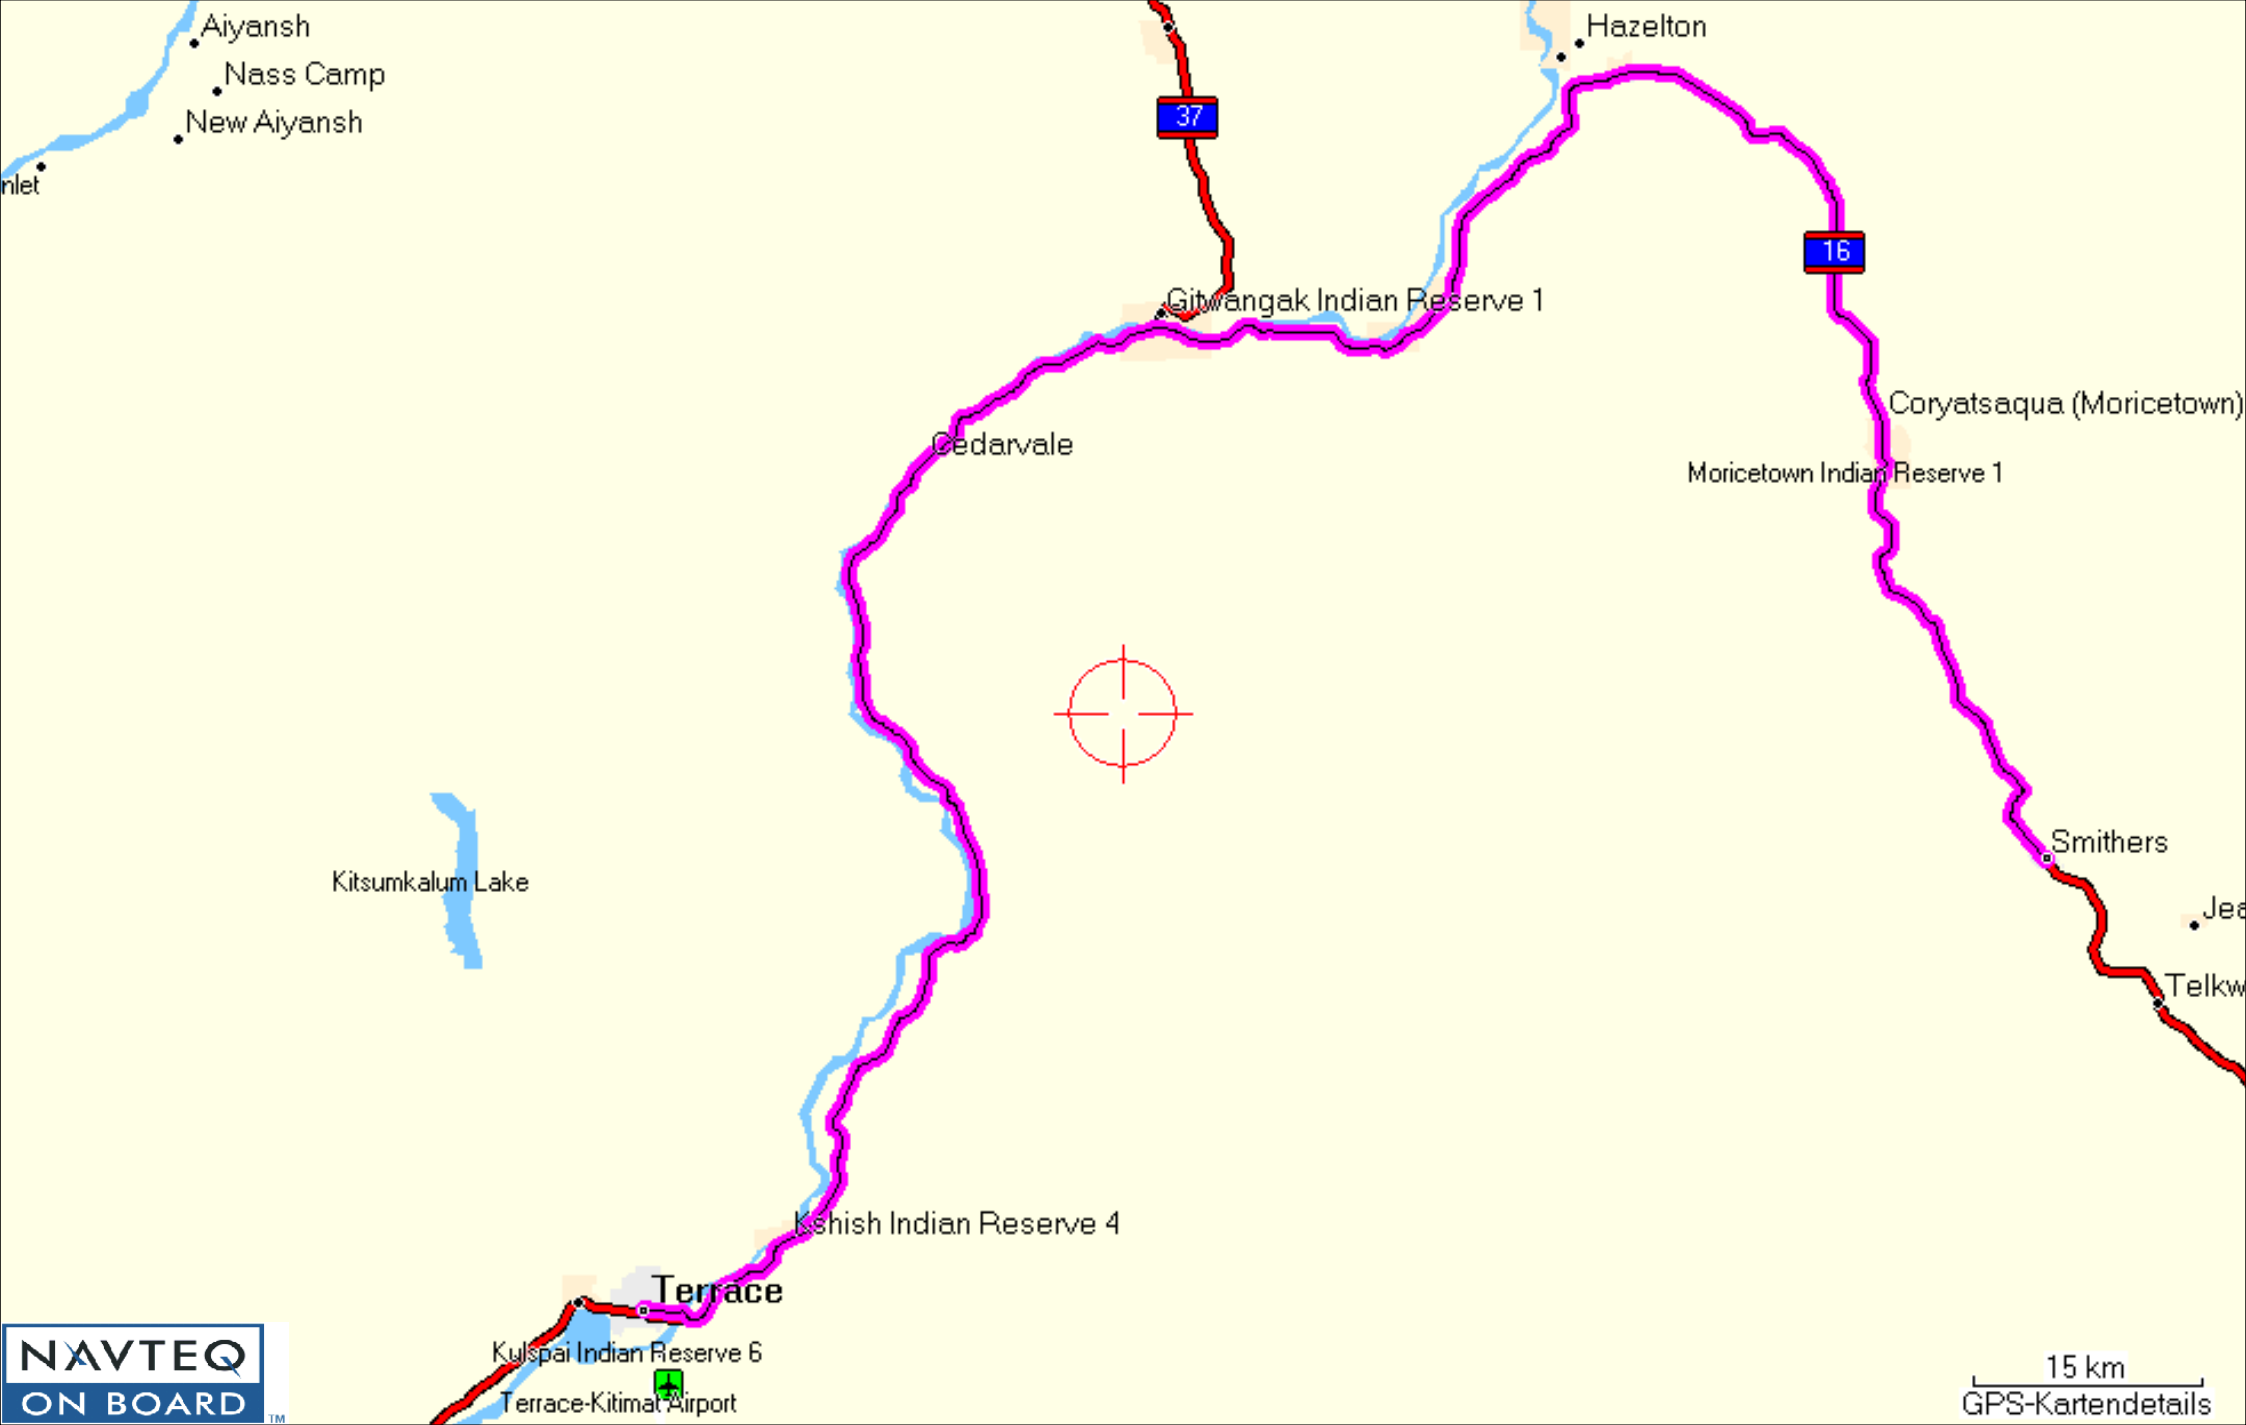 Aiyansh
Hazelton
Nass Camp
37
New Aiyansh
nlet
16
Gitwangak Indian Reserve 1
Coryatsaqua (Moricetown)
Cedarvale
Moricetown Indian Reserve 1
Smithers
Kitsumkalum Lake
Jea
Telkw
Kshish Indian Reserve 4
Terrace
Kulspai Indian Reserve 6
Terrace-Kitimat Airport
NAVTEQ
ON BOARD
TM
15 km
GPS-Kartendetails